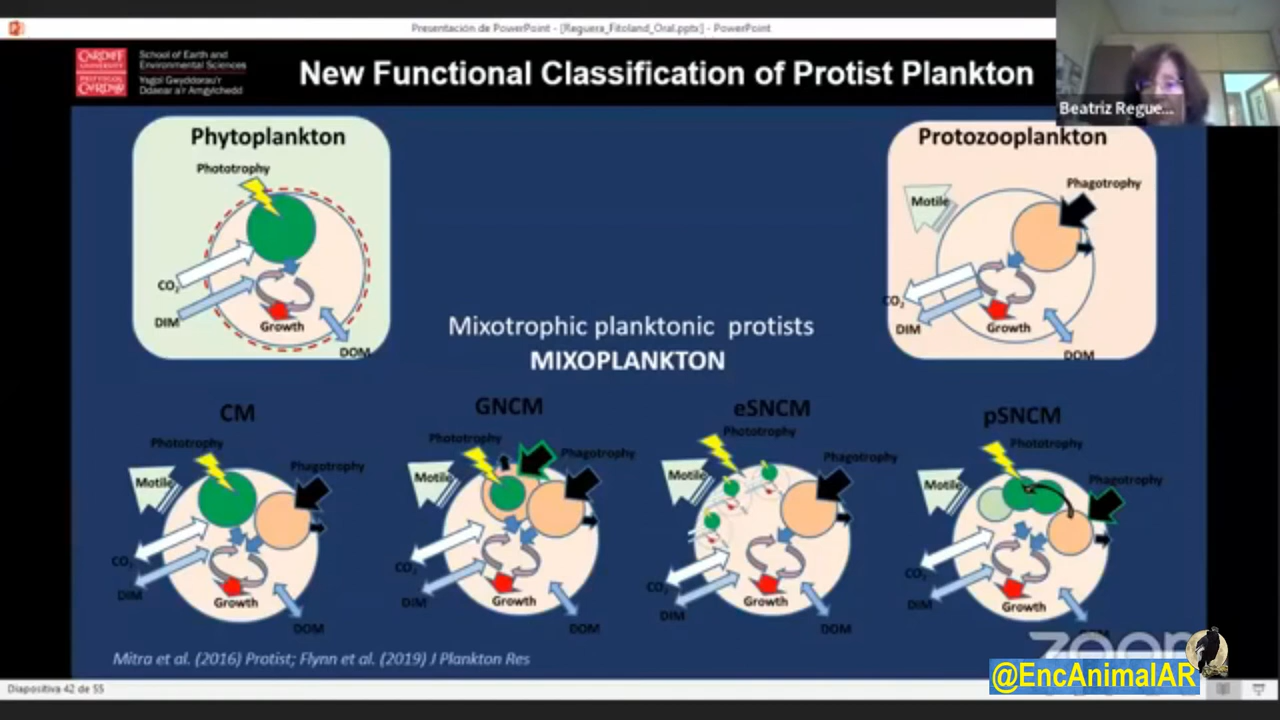 Presentación de PowerPoint - [Reguera_Fitoland_Oral.pptx] - PowerPoint
CARDIFF
UNIVERSITY
PRIFYSGOL
CAERDYDD
School of Earth and
Environmental Sciences
Ysgol Gwyddorau'r
Ddaear a'r Amgylchedd
New Functional Classification of Protist Plankton
Beatriz Regue...
Phytoplankton
Phototrophy
CO2
DIM
Growth
DOM
Protozooplankton
Phagotrophy
Motile
CO2
DIM
Growth
DOM
Mixotrophic planktonic protists
MIXOPLANKTON
CM
Phototrophy
Phagotrophy
Motile
CO2
DIM
Growth
DOM
GNCM
Phototrophy
Phagotrophy
Motile
CO2
DIM
Growth
DOM
eSNCM
Phototrophy
Phagotrophy
Motile
CO2
DIM
Growth
DOM
pSNCM
Phototrophy
Phagotrophy
Motile
CO2
DIM
Growth
Mitra et al. (2016) Protist; Flynn et al. (2019) J Plankton Res
zoom
@EncAnimalAR
Diapositiva 42 de 55